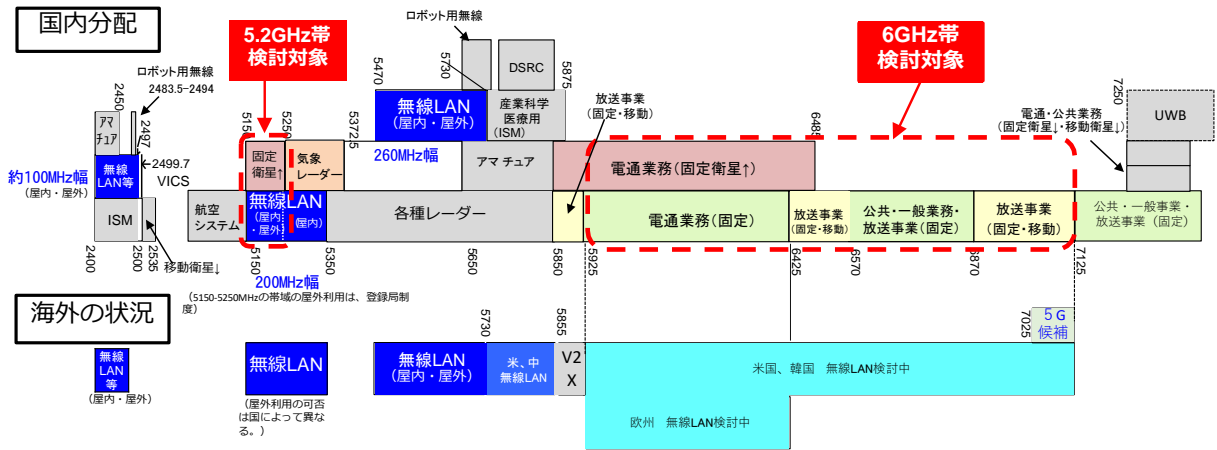 国内分配
5.2GHz帯
検討対象
6GHz帯
検討対象
ロボット用無線
5730
5875
5470
DSRC
ロボット用無線
2483.5-2494
2450
2497
アマ
チュア
5150
5250
53725
無線LAN
(屋内・屋外)
産業科学
医療用
(ISM)
放送事業
(固定・移動)
6485
電通・公共業務
(固定衛星↓・移動衛星↓)
7250
UWB
2499.7
VICS
約100MHz幅
(屋内・屋外)
無線
LAN等
固定
衛星↑
気象
レーダー
260MHz幅
アマ チュア
電通業務(固定衛星↑)
ISM
航空
システム
無線LAN
(屋内
・屋外)
(屋内)
各種レーダー
電通業務(固定)
放送事業
(固定・移動)
公共・一般業務・
放送事業(固定)
放送事業
(固定・移動)
公共・一般事業・
放送事業 (固定)
2400
2500
2535
移動衛星↓
5150
5350
5650
5850
5925
6425
6570
6870
7125
200MHz幅
(5150-5250MHzの帯域の屋外利用は、登録局制
度)
海外の状況
5730
5855
7025
5G
候補
無線
LAN
等
(屋内・屋外)
無線LAN
(屋外利用の可否
は国によって異な
る。)
無線LAN
(屋内・屋外)
米、中
無線LAN
V2
X
米国、韓国 無線LAN検討中
欧州 無線LAN検討中